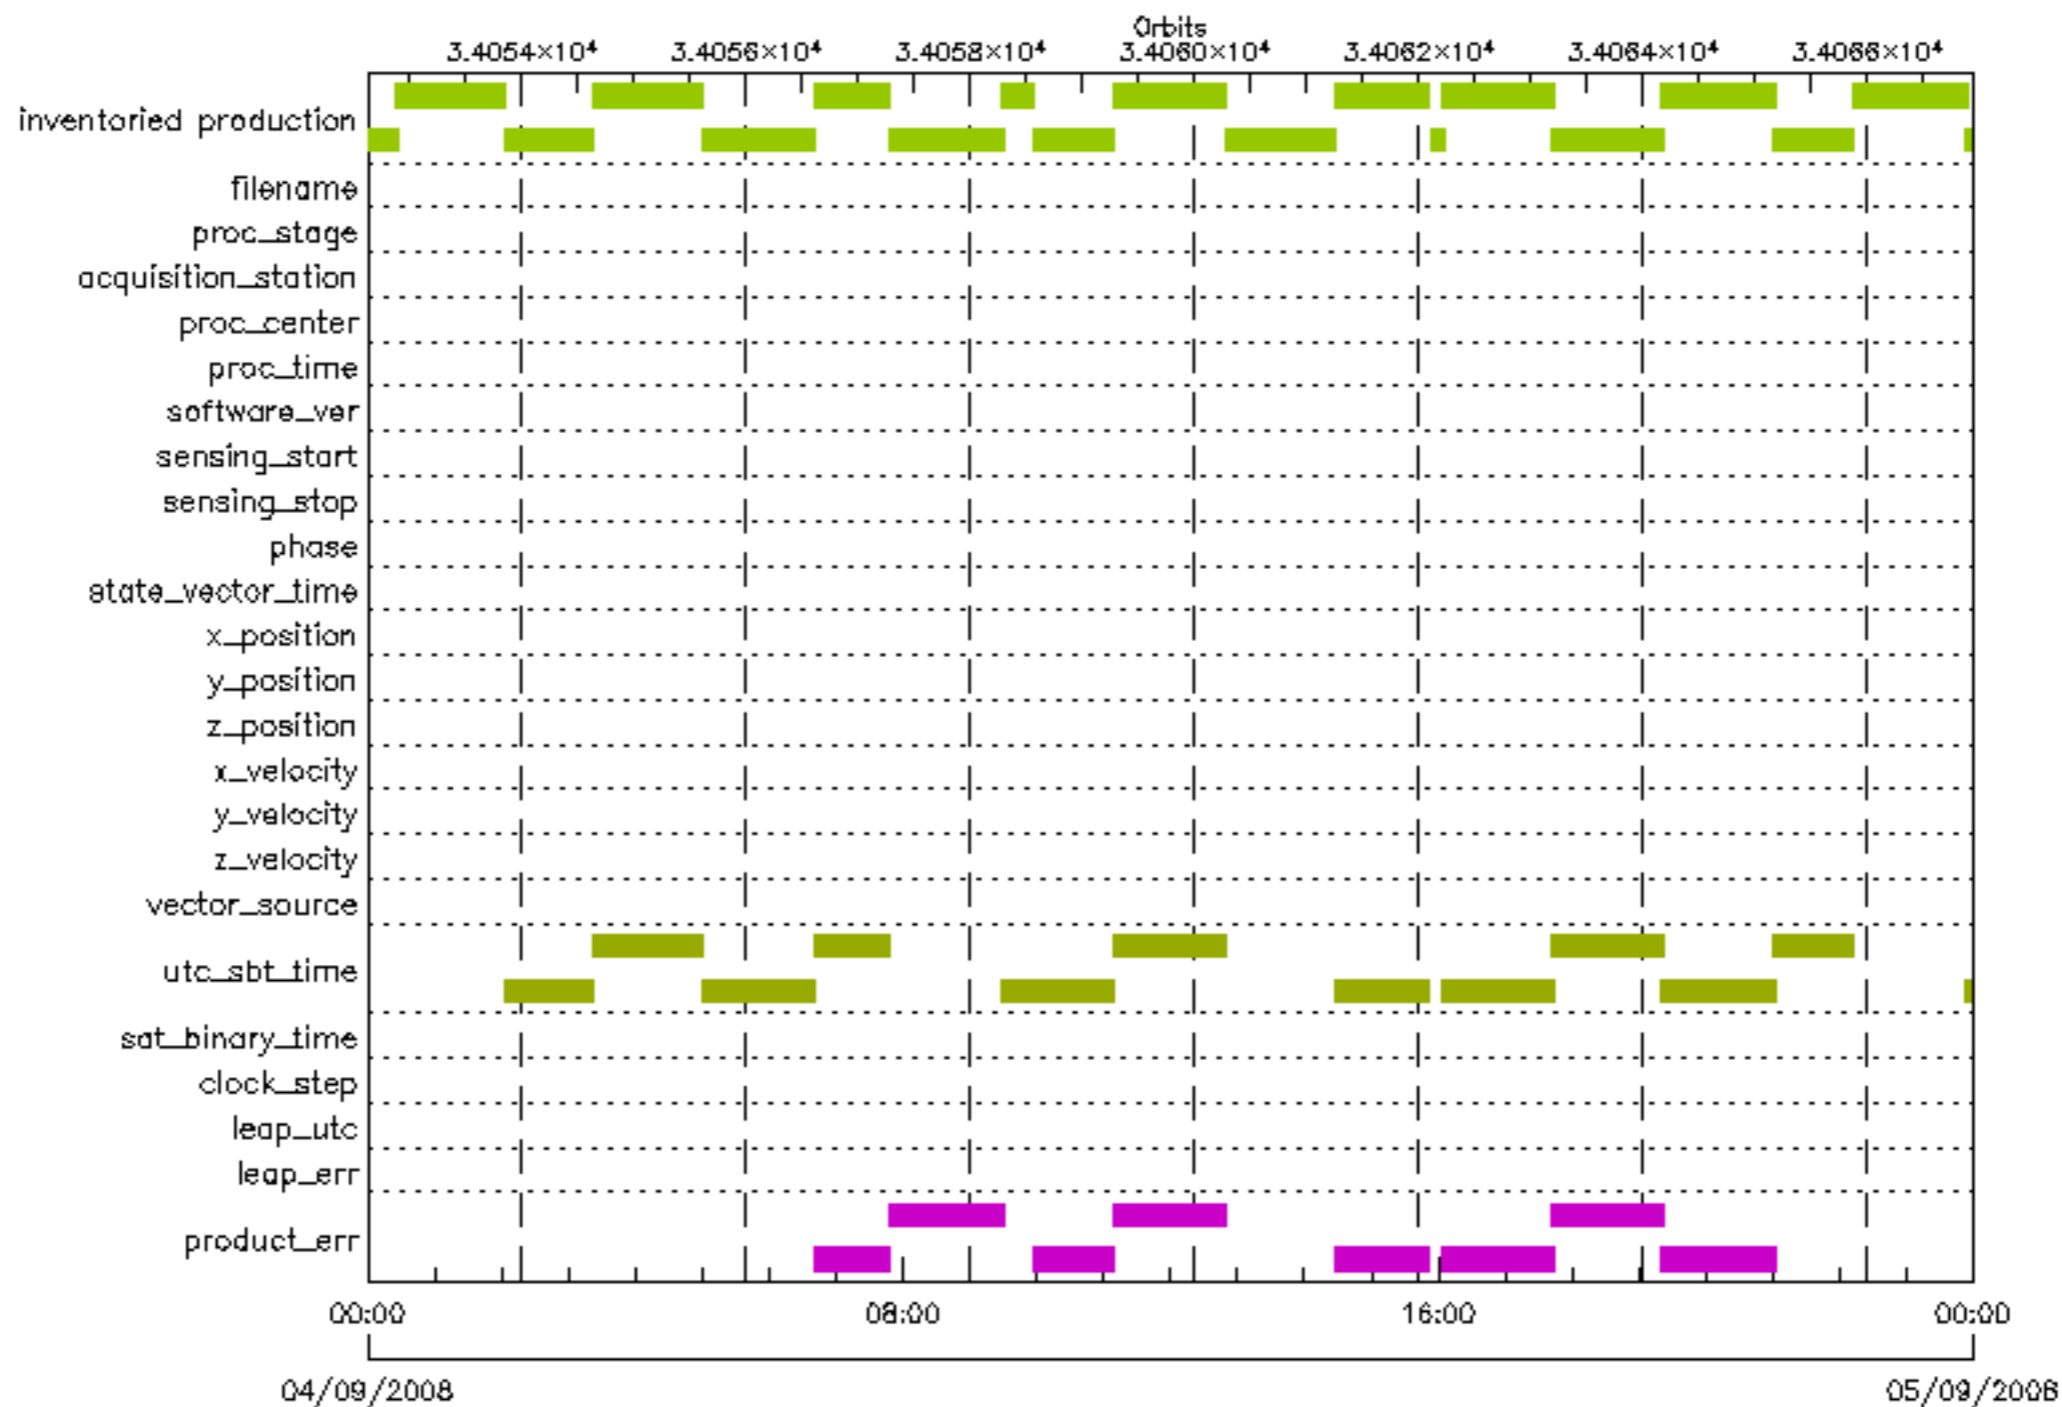 Orbits
3.4054×10⁴ 3.4056×10⁴ 3.4058×10⁴ 3.4060×10⁴ 3.4062×10⁴ 3.4064×10⁴ 3.4066×10⁴
inventoried production
filename
proc_stage
acquisition_station
proc_center
proc_time
software_ver
sensing_start
sensing_stop
phase
state_vector_time
x_position
y_position
z_position
x_velocity
y_velocity
z_velocity
vector_source
utc_sbt_time
sat_binary_time
clock_step
leap_utc
leap_err
product_err
00:00 08:00 16:00 00:00
04/09/2008 05/09/2008